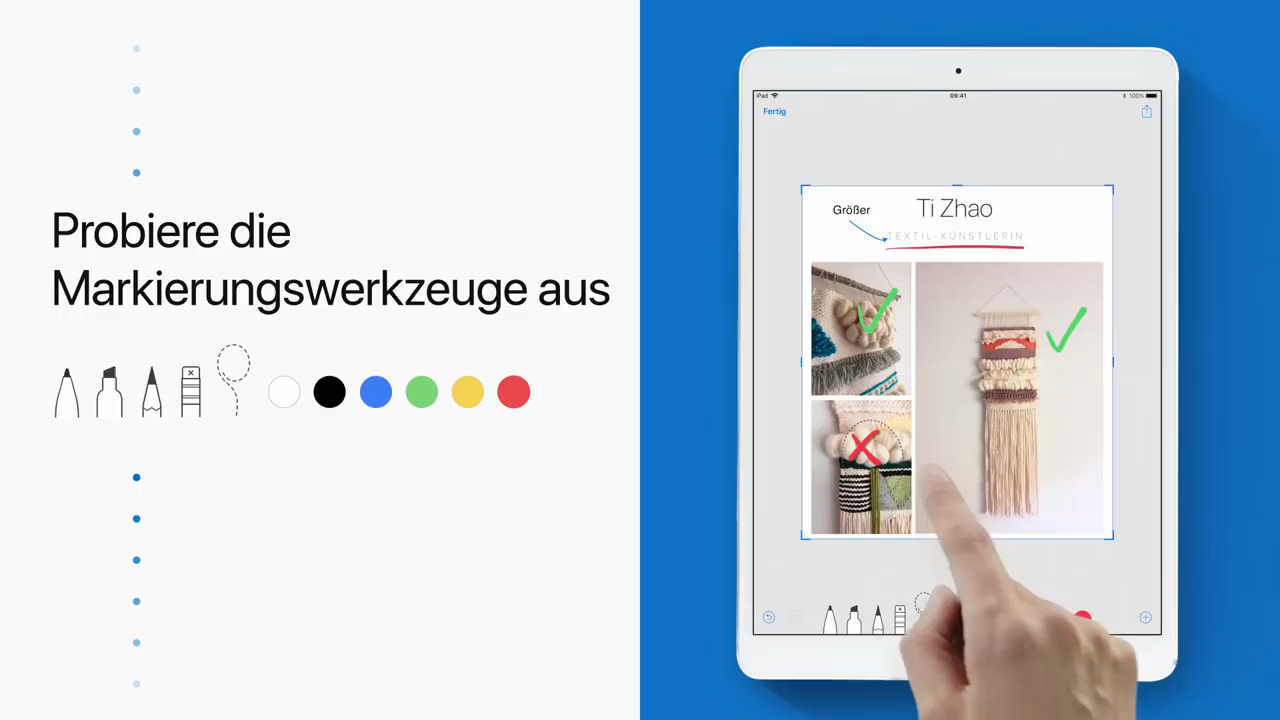 Probiere die
Markierungswerkzeuge aus
iPad
09:41
100%
Fertig
Größer
Ti Zhao
TEXTIL-KÜNSTLERIN